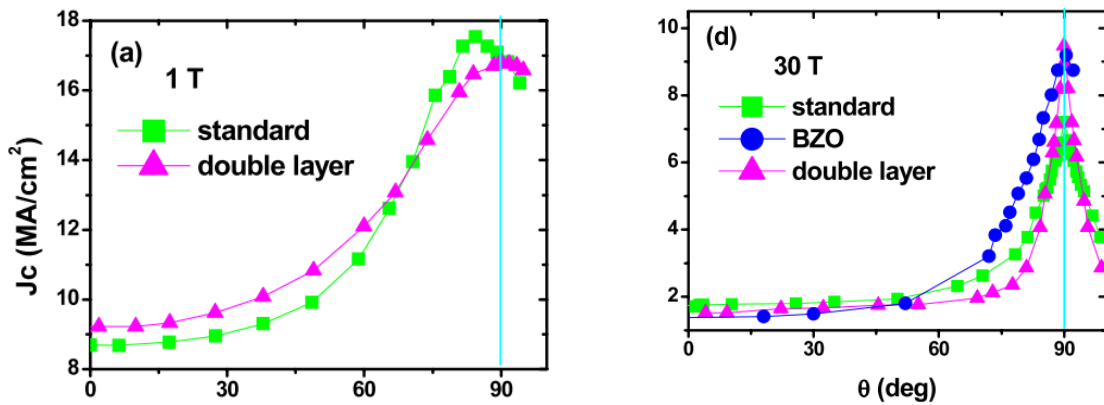 (a)
1 T
standard
double layer
Jc (MA/cm²)
18
16
14
12
10
8
0
30
60
90
(d)
30 T
standard
BZO
double layer
10
8
6
4
2
0
30
60
90
θ (deg)